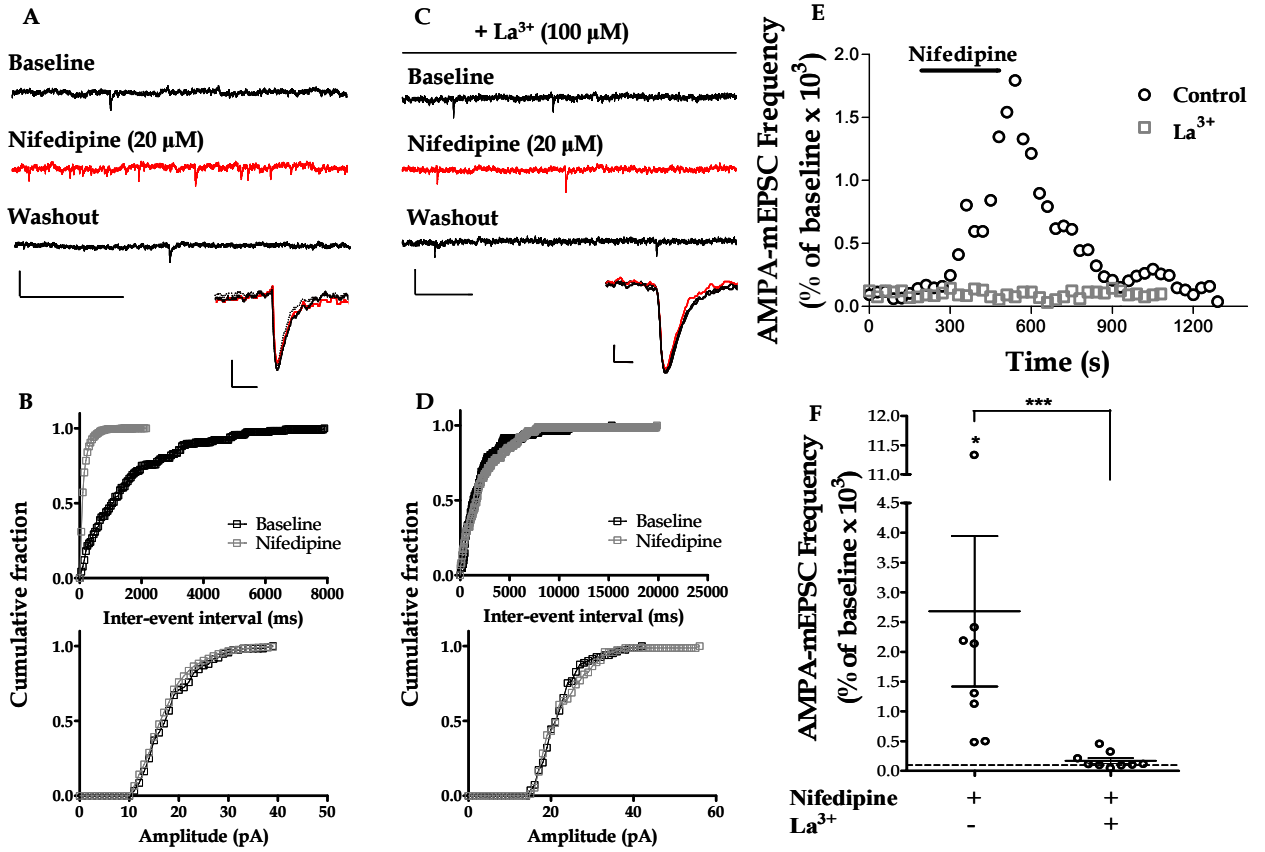 A
Baseline
Nifedipine (20 µM)
Washout
C
+ La³⁺ (100 µM)
Baseline
Nifedipine (20 µM)
Washout
B
Cumulative fraction
1.0
0.5
0.0
Baseline
Nifedipine
0 2000 4000 6000 8000
Inter-event interval (ms)
1.0
0.5
0.0
0 10 20 30 40 50
Amplitude (pA)
D
Cumulative fraction
1.0
0.5
0.0
Baseline
Nifedipine
0 5000 10000 15000 20000 25000
Inter-event interval (ms)
1.0
0.5
0.0
0 20 40 60
Amplitude (pA)
E
AMPA-mEPSC Frequency
(% of baseline x 10³)
2.0
1.5
1.0
0.5
0.0
Nifedipine
Control
La³⁺
0 300 600 900 1200
Time (s)
F
AMPA-mEPSC Frequency
(% of baseline x 10³)
12.0
11.5
11.0
4.5
4.0
3.5
3.0
2.5
2.0
1.5
1.0
0.5
0.0
***
*
Nifedipine + +
La³⁺ - +